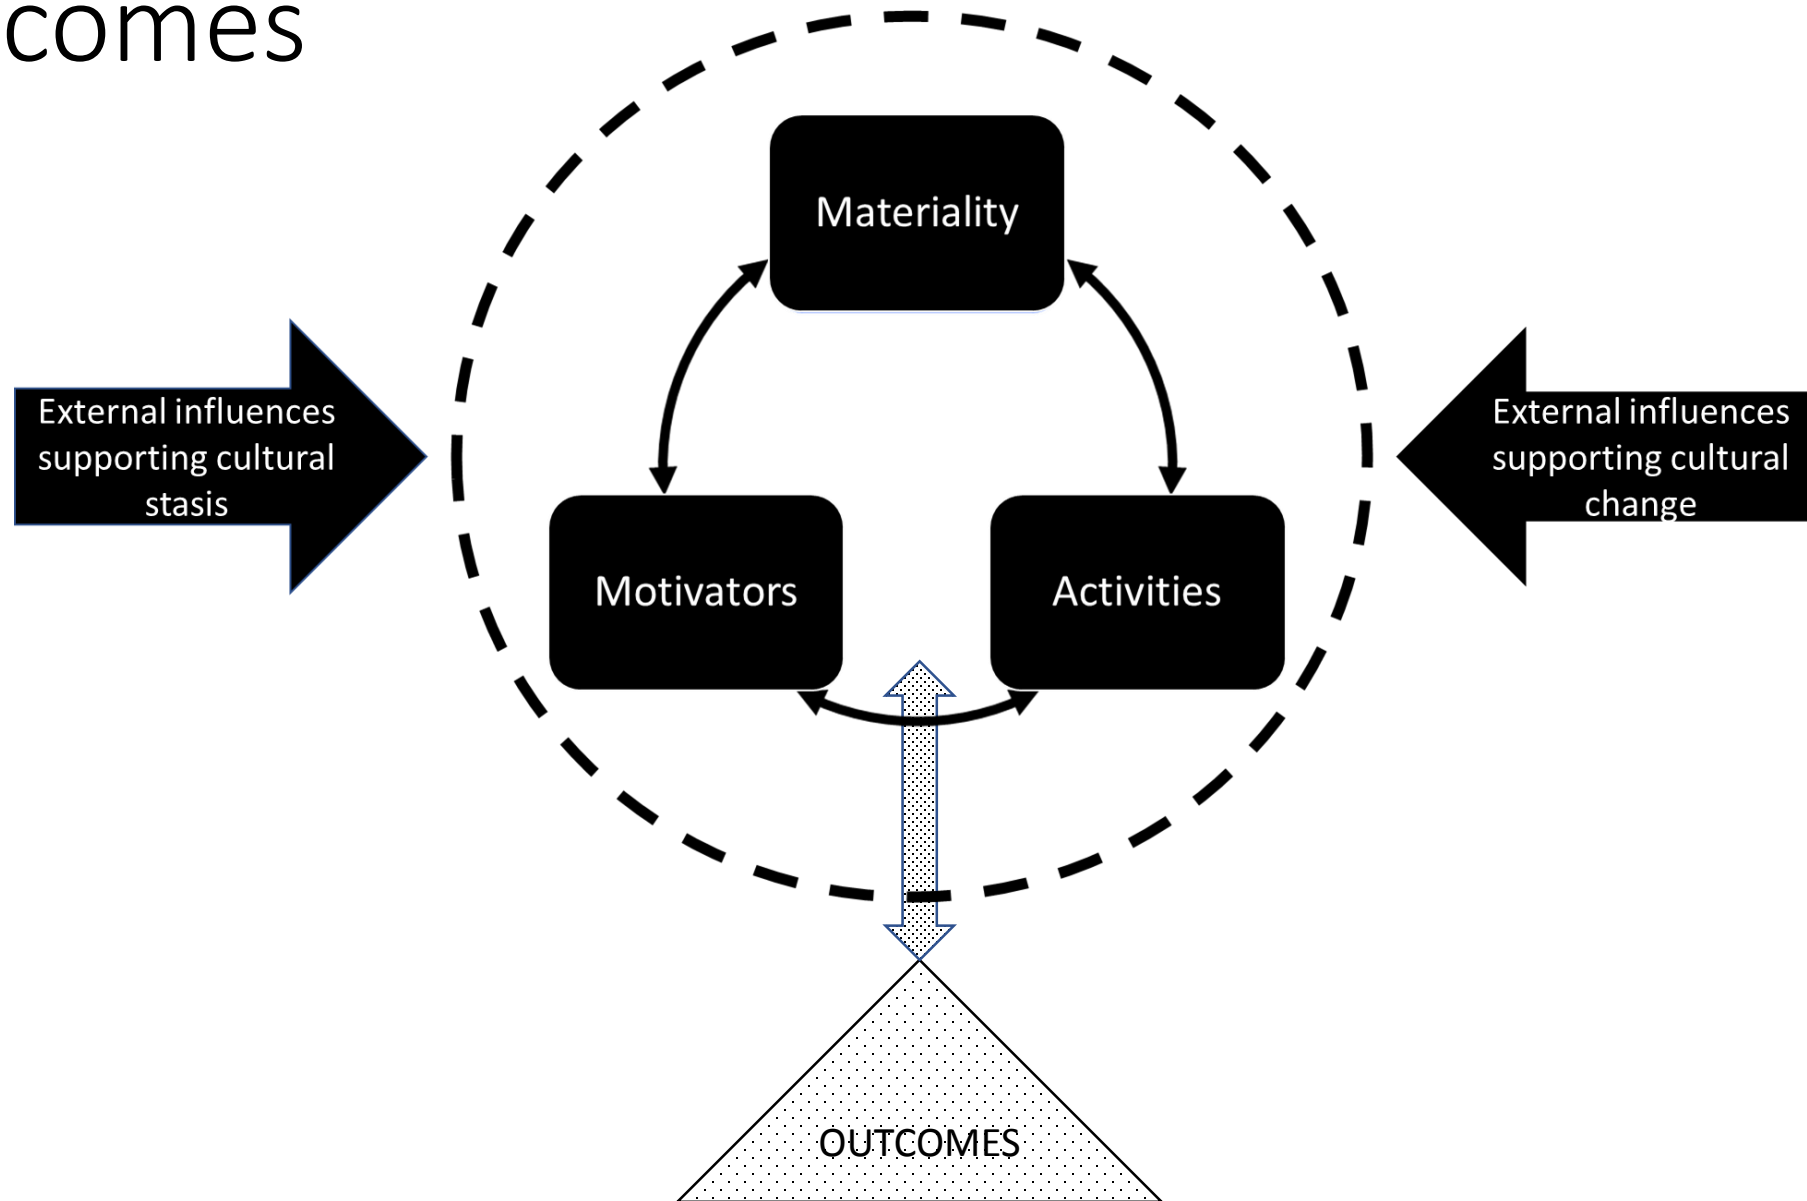 comes
Materiality
External influences
supporting cultural
stasis
External influences
supporting cultural
change
Motivators
Activities
OUTCOMES